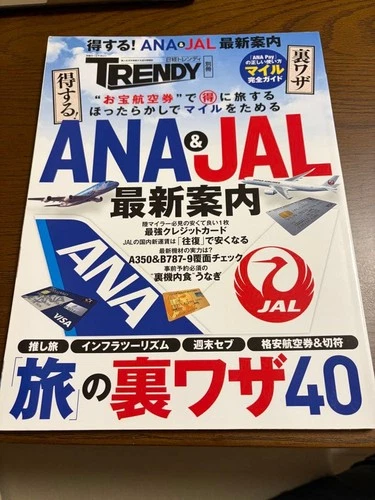 得する! ANA&JAL 最新案内
日経トレンディ
TRENDY
別冊
得する
裏ワザ
「ANA Pay」
の正しい使い方
マイル
完全ガイド
“お宝航空券”で得に旅する
ほったらかしでマイルをためる
ANA&JAL
最新案内
陸マイラー必見の安くて良い1枚
最強クレジットカード
JALの国内新運賃は「往復」で安くなる
最新機材の実力は?
A350&B787-9覆面チェック
事前予約必須の
“裏機内食”うなぎ
ANA
VISA
JAL
推し旅
インフラツーリズム
週末セブ
格安航空券&切符
「旅」の裏ワザ40